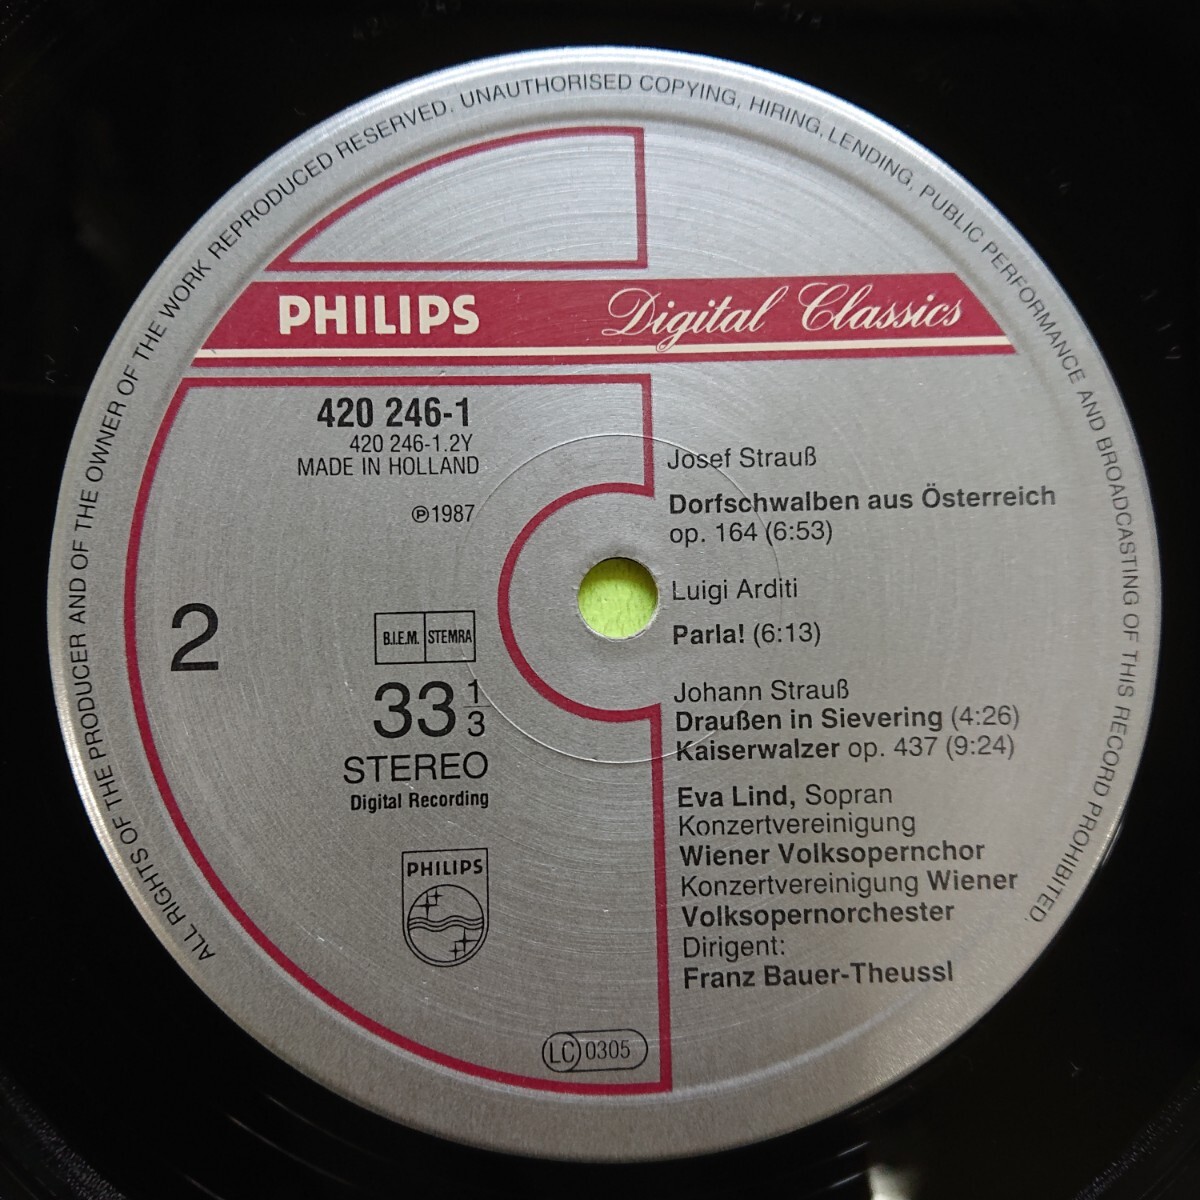 ALL RIGHTS OF THE PRODUCER AND OF THE OWNER OF THE WORK REPRODUCED RESERVED. UNAUTHORISED COPYING, HIRING, LENDING, PUBLIC PERFORMANCE AND BROADCASTING OF THIS RECORD PROHIBITED.
PHILIPS Digital Classics
420 246-1
420 246-1.2Y
MADE IN HOLLAND
℗1987
2
B.I.E.M. STEMRA
33 1/3
STEREO
Digital Recording
PHILIPS
LC 0305
Josef Strauß
Dorfschwalben aus Österreich
op. 164 (6:53)
Luigi Arditi
Parla! (6:13)
Johann Strauß
Draußen in Sievering (4:26)
Kaiserwalzer op. 437 (9:24)
Eva Lind, Sopran
Konzertvereinigung
Wiener Volksopernchor
Konzertvereinigung Wiener
Volksopernorchester
Dirigent:
Franz Bauer-Theussl